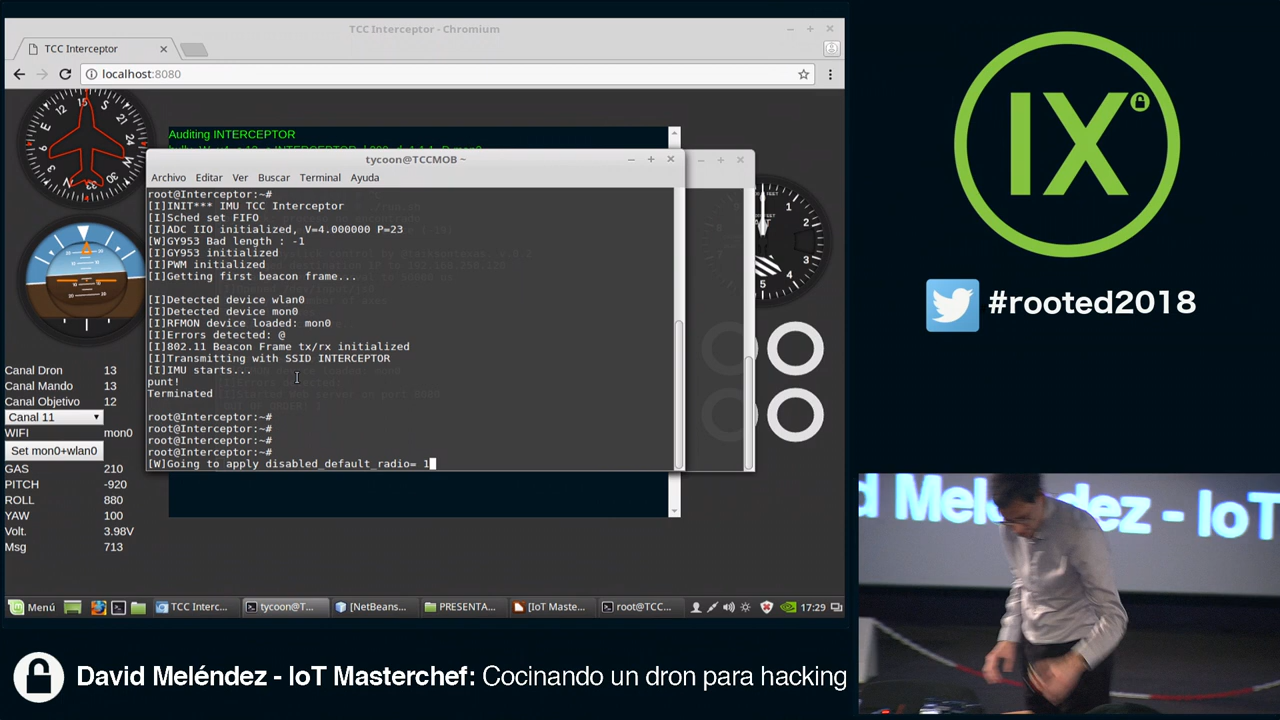 TCC Interceptor - Chromium
TCC Interceptor
localhost:8080
Auditing INTERCEPTOR
tycoon@TCCMOB ~
Archivo Editar Ver Buscar Terminal Ayuda
root@Interceptor:~#
[I]INIT*** IMU TCC Interceptor
[I]Sched set FIFO
[I]ADC IIO initialized, V=4.000000 P=23
[W]GY953 Bad length : -1
[I]GY953 initialized
[I]PWM initialized
[I]Getting first beacon frame...
[I]Detected device wlan0
[I]Detected device mon0
[I]RFMON device loaded: mon0
[I]Errors detected: @
[I]802.11 Beacon Frame tx/rx initialized
[I]Transmitting with SSID INTERCEPTOR
[I]IMU starts...
punt!
Terminated
root@Interceptor:~#
root@Interceptor:~#
root@Interceptor:~#
root@Interceptor:~#
[W]Going to apply disabled_default_radio= 1
Canal Dron 13
Canal Mando 13
Canal Objetivo 12
Canal 11
WIFI mon0
Set mon0+wlan0
GAS 210
PITCH -920
ROLL 880
YAW 100
Volt. 3.98V
Msg 713
Menú
TCC Interc...
tycoon@T...
[NetBeans...
PRESENTA...
[IoT Maste...
root@TCC...
17:29
IX
#rooted2018
d Meléndez - IoT
David Meléndez - IoT Masterchef: Cocinando un dron para hacking